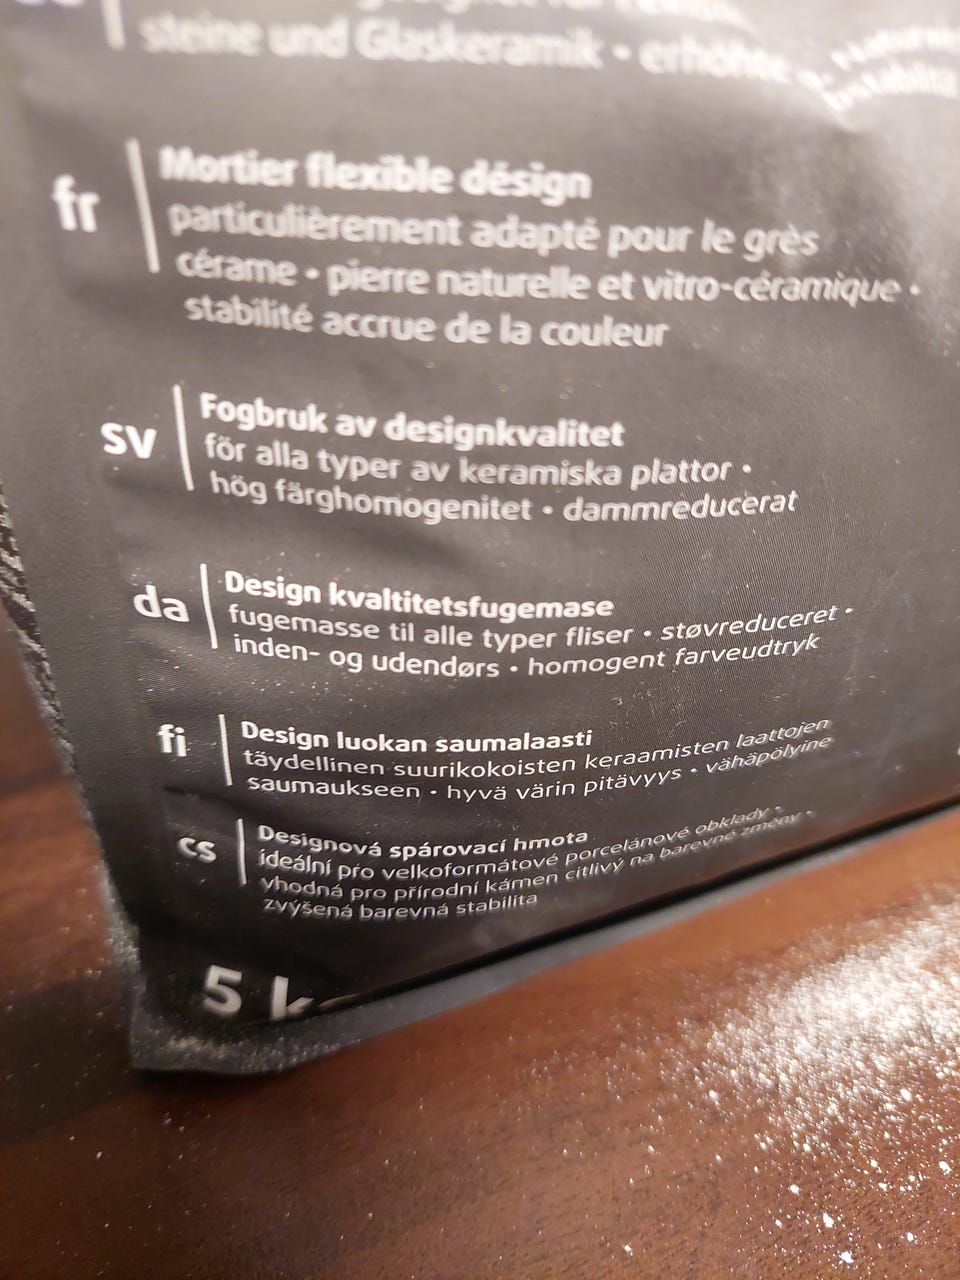 steine und Glaskeramik • erhöhte
fr
Mortier flexible désign
particulièrement adapté pour le grès
cérame • pierre naturelle et vitro-céramique •
stabilité accrue de la couleur
sv
Fogbruk av designkvalitet
för alla typer av keramiska plattor •
hög färghomogenitet • dammreducerat
da
Design kvaltitetsfugemase
fugemasse til alle typer fliser • støvreduceret •
inden- og udendørs • homogent farveudtryk
fi
Design luokan saumalaasti
täydellinen suurikokoisten keraamisten laattojen
saumaukseen • hyvä värin pitävyys • vähäpölyine
cs
Designová spárovací hmota
ideální pro velkoformátové porcelánové obklady •
vhodná pro přírodní kámen citlivý na barevné změny •
zvýšená barevná stabilita
5 k